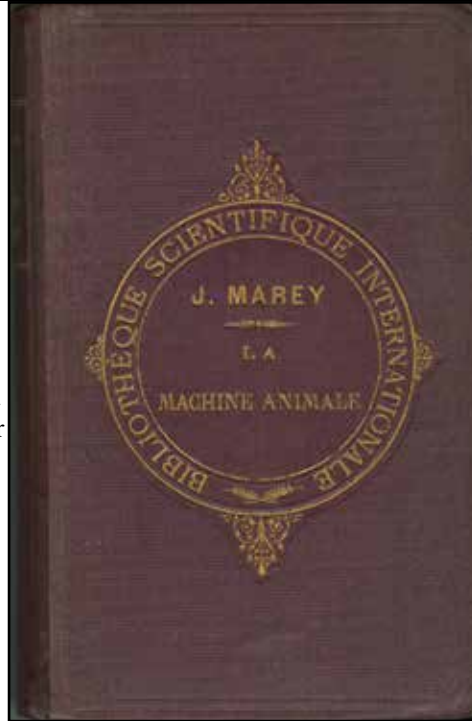 BIBLIOTHÈQUE SCIENTIFIQUE INTERNATIONALE
J. MAREY
LA
MACHINE ANIMALE
r